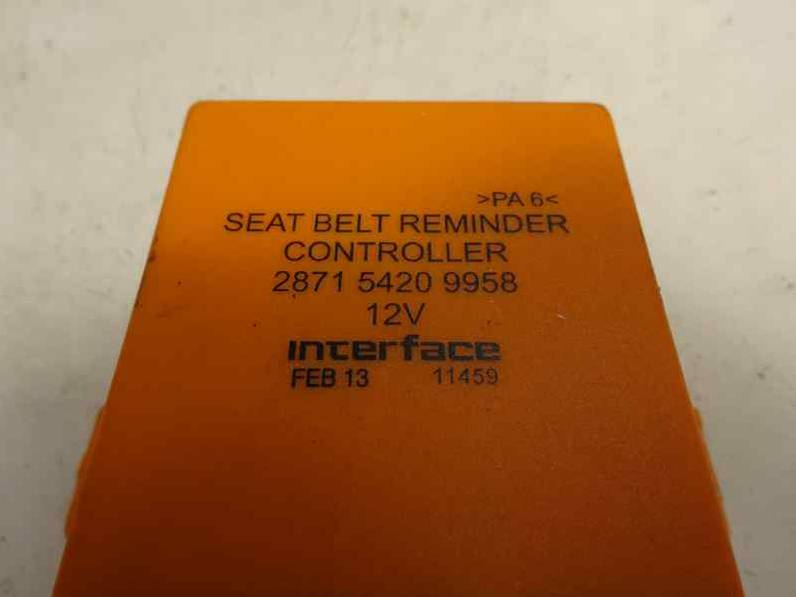 >PA 6<
SEAT BELT REMINDER
CONTROLLER
2871 5420 9958
12V
interface
FEB 13 11459